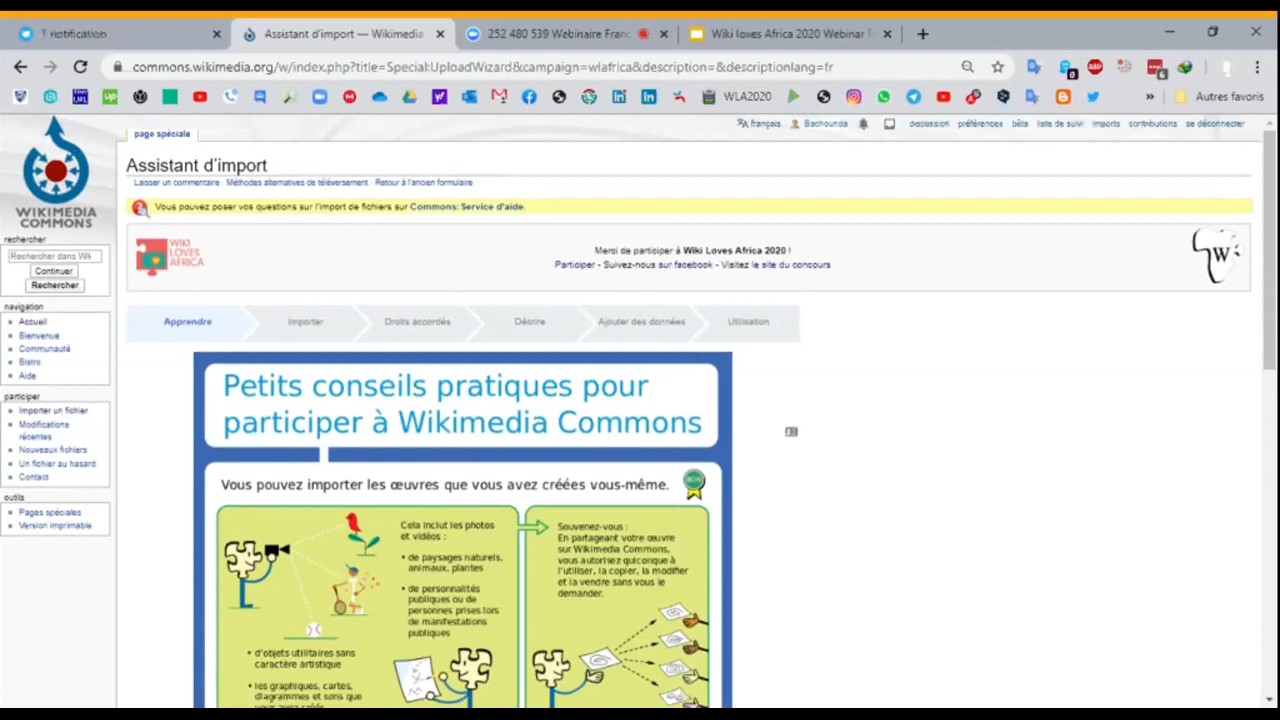 1 notification
Assistant d'import — Wikimedia
252 480 539 Webinaire Franc
Wiki loves Africa 2020 Webinar F
commons.wikimedia.org/w/index.php?title=Special:UploadWizard&campaign=wlafrica&description=&descriptionlang=fr
WLA2020
» Autres favoris
français Bachounda discussion préférences bêta liste de suivi imports contributions se déconnecter
page spéciale
Assistant d'import
Laisser un commentaire Méthodes alternatives de téléversement Retour à l'ancien formulaire
Vous pouvez poser vos questions sur l'import de fichiers sur Commons: Service d'aide.
WIKIMEDIA
COMMONS
WIKI
LOVES
AFRICA
Merci de participer à Wiki Loves Africa 2020 !
Participer - Suivez-nous sur facebook - Visitez le site du concours
W
rechercher
Rechercher dans Wiki
Continuer
Rechercher
navigation
Accueil
Bienvenue
Communauté
Bistro
Aide
participer
Importer un fichier
Modifications
récentes
Nouveaux fichiers
Un fichier au hasard
Contact
outils
Pages spéciales
Version imprimable
Apprendre Importer Droits accordés Décrire Ajouter des données Utilisation
Petits conseils pratiques pour
participer à Wikimedia Commons
Vous pouvez importer les œuvres que vous avez créées vous-même.
Cela inclut les photos
et vidéos :
• de paysages naturels,
animaux, plantes
• de personnalités
publiques ou de
personnes prises lors
de manifestations
publiques
• d'objets utilitaires sans
caractère artistique
• les graphiques, cartes,
diagrammes et sons que
vous avez créé
Souvenez-vous :
En partageant votre œuvre
sur Wikimedia Commons,
vous autorisez quiconque à
l'utiliser, la copier, la modifier
et la vendre sans vous le
demander.